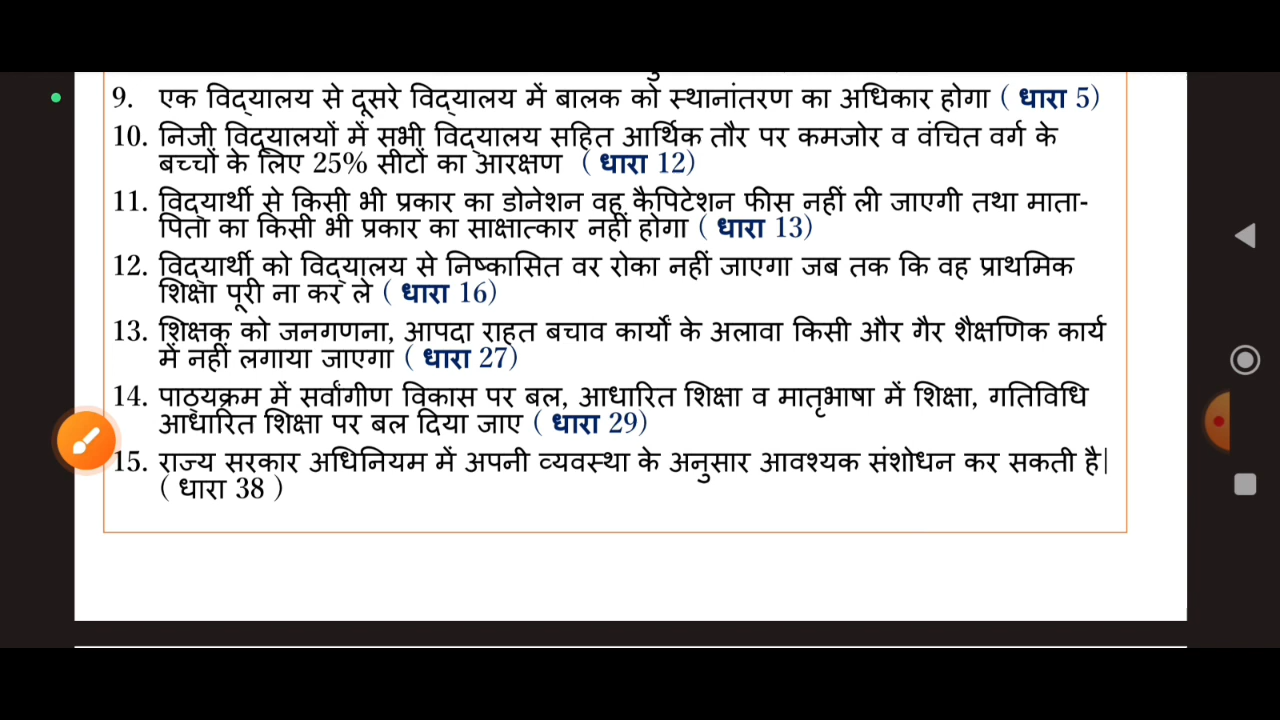 9. एक विद्यालय से दूसरे विद्यालय में बालक को स्थानांतरण का अधिकार होगा ( धारा 5)
10. निजी विद्यालयों में सभी विद्यालय सहित आर्थिक तौर पर कमजोर व वंचित वर्ग के
बच्चों के लिए 25% सीटों का आरक्षण ( धारा 12)
11. विद्यार्थी से किसी भी प्रकार का डोनेशन वह कैपिटेशन फीस नहीं ली जाएगी तथा माता-
पिता का किसी भी प्रकार का साक्षात्कार नहीं होगा ( धारा 13)
12. विद्यार्थी को विद्यालय से निष्कासित वर रोका नहीं जाएगा जब तक कि वह प्राथमिक
शिक्षा पूरी ना कर ले ( धारा 16)
13. शिक्षक को जनगणना, आपदा राहत बचाव कार्यों के अलावा किसी और गैर शैक्षणिक कार्य
में नहीं लगाया जाएगा ( धारा 27)
14. पाठ्यक्रम में सर्वांगीण विकास पर बल, आधारित शिक्षा व मातृभाषा में शिक्षा, गतिविधि
आधारित शिक्षा पर बल दिया जाए ( धारा 29)
15. राज्य सरकार अधिनियम में अपनी व्यवस्था के अनुसार आवश्यक संशोधन कर सकती है|
( धारा 38 )